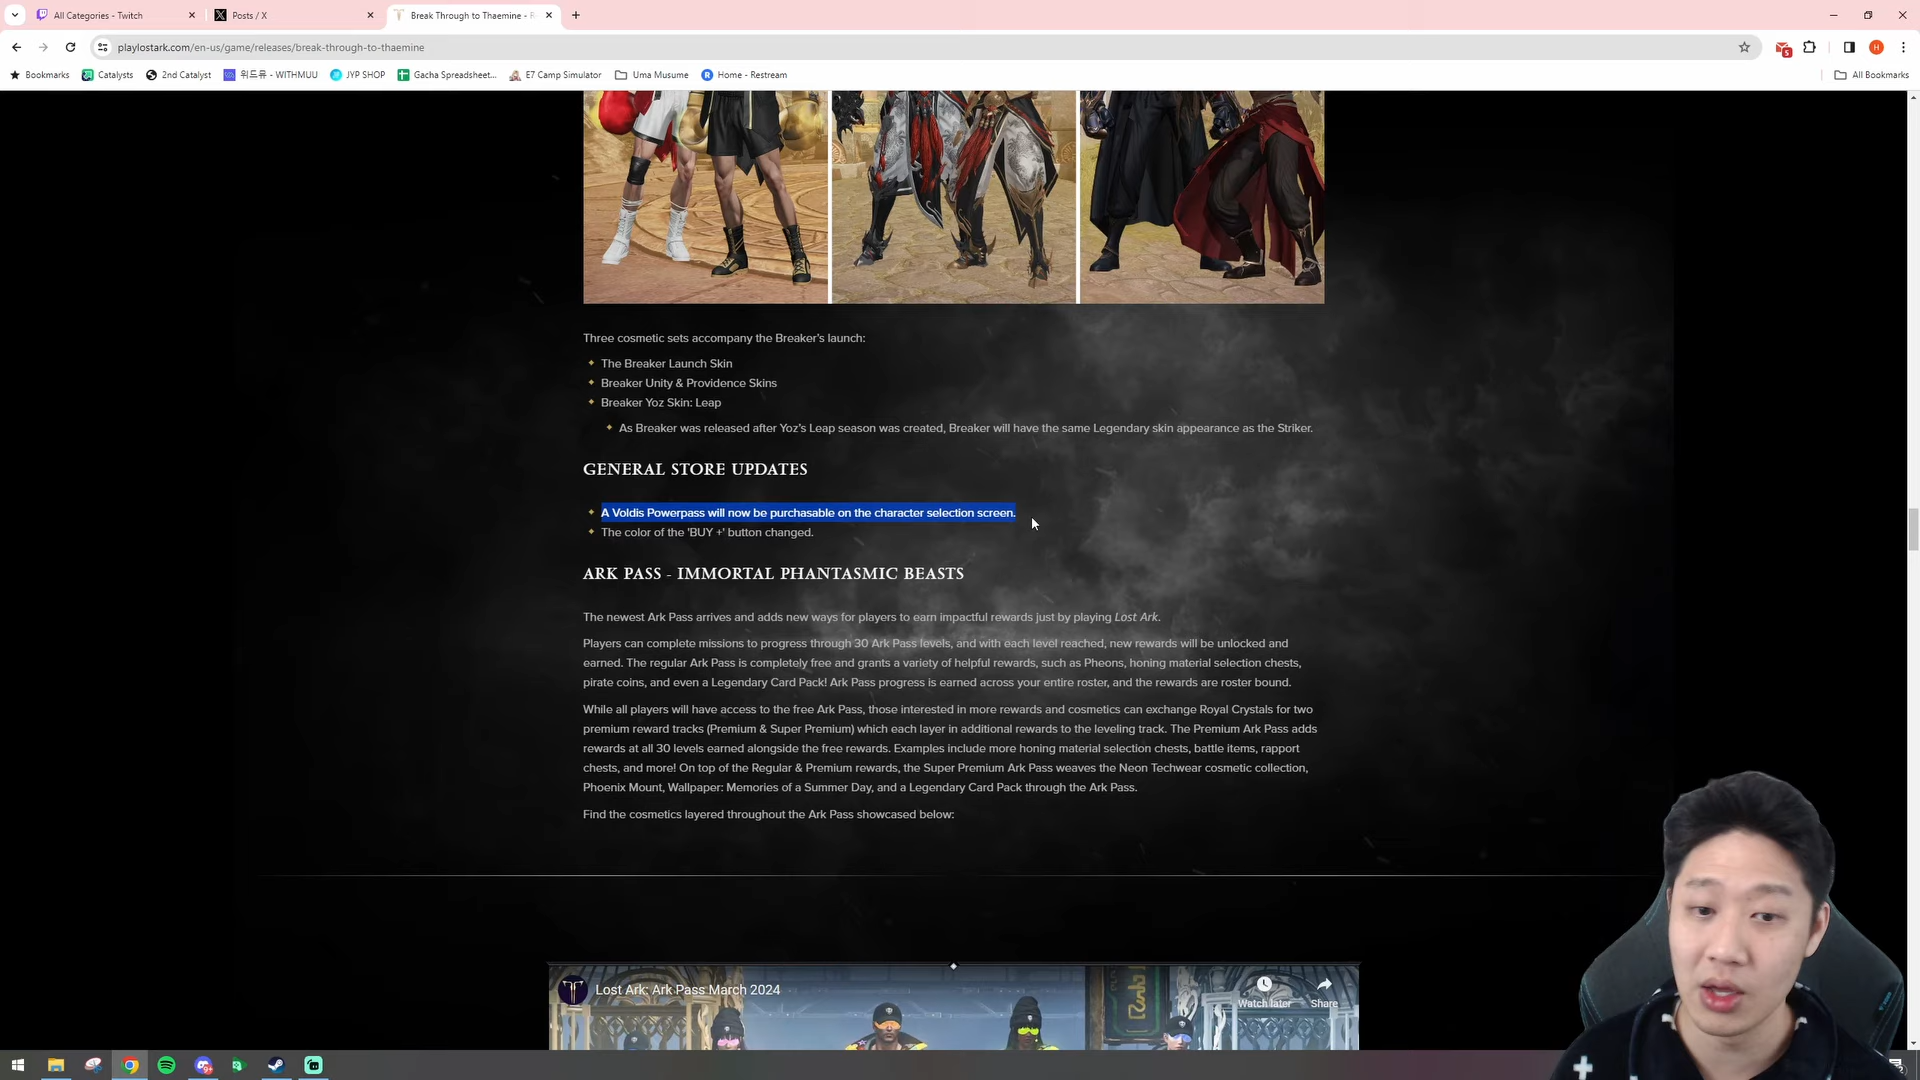 All Categories - Twitch
Posts / X
Break Through to Thaemine - R
playlostark.com/en-us/game/releases/break-through-to-thaemine
5
H
Bookmarks
Catalysts
2nd Catalyst
위드뮤 - WITHMUU
JYP SHOP
Gacha Spreadsheet...
E7 Camp Simulator
Uma Musume
Home - Restream
All Bookmarks
Three cosmetic sets accompany the Breaker's launch:
The Breaker Launch Skin
Breaker Unity & Providence Skins
Breaker Yoz Skin: Leap
As Breaker was released after Yoz's Leap season was created, Breaker will have the same Legendary skin appearance as the Striker.
GENERAL STORE UPDATES
A Voldis Powerpass will now be purchasable on the character selection screen.
The color of the 'BUY +' button changed.
ARK PASS - IMMORTAL PHANTASMIC BEASTS
The newest Ark Pass arrives and adds new ways for players to earn impactful rewards just by playing Lost Ark.
Players can complete missions to progress through 30 Ark Pass levels, and with each level reached, new rewards will be unlocked and
earned. The regular Ark Pass is completely free and grants a variety of helpful rewards, such as Pheons, honing material selection chests,
pirate coins, and even a Legendary Card Pack! Ark Pass progress is earned across your entire roster, and the rewards are roster bound.
While all players will have access to the free Ark Pass, those interested in more rewards and cosmetics can exchange Royal Crystals for two
premium reward tracks (Premium & Super Premium) which each layer in additional rewards to the leveling track. The Premium Ark Pass adds
rewards at all 30 levels earned alongside the free rewards. Examples include more honing material selection chests, battle items, rapport
chests, and more! On top of the Regular & Premium rewards, the Super Premium Ark Pass weaves the Neon Techwear cosmetic collection,
Phoenix Mount, Wallpaper: Memories of a Summer Day, and a Legendary Card Pack through the Ark Pass.
Find the cosmetics layered throughout the Ark Pass showcased below:
Lost Ark: Ark Pass March 2024
Watch later
Share